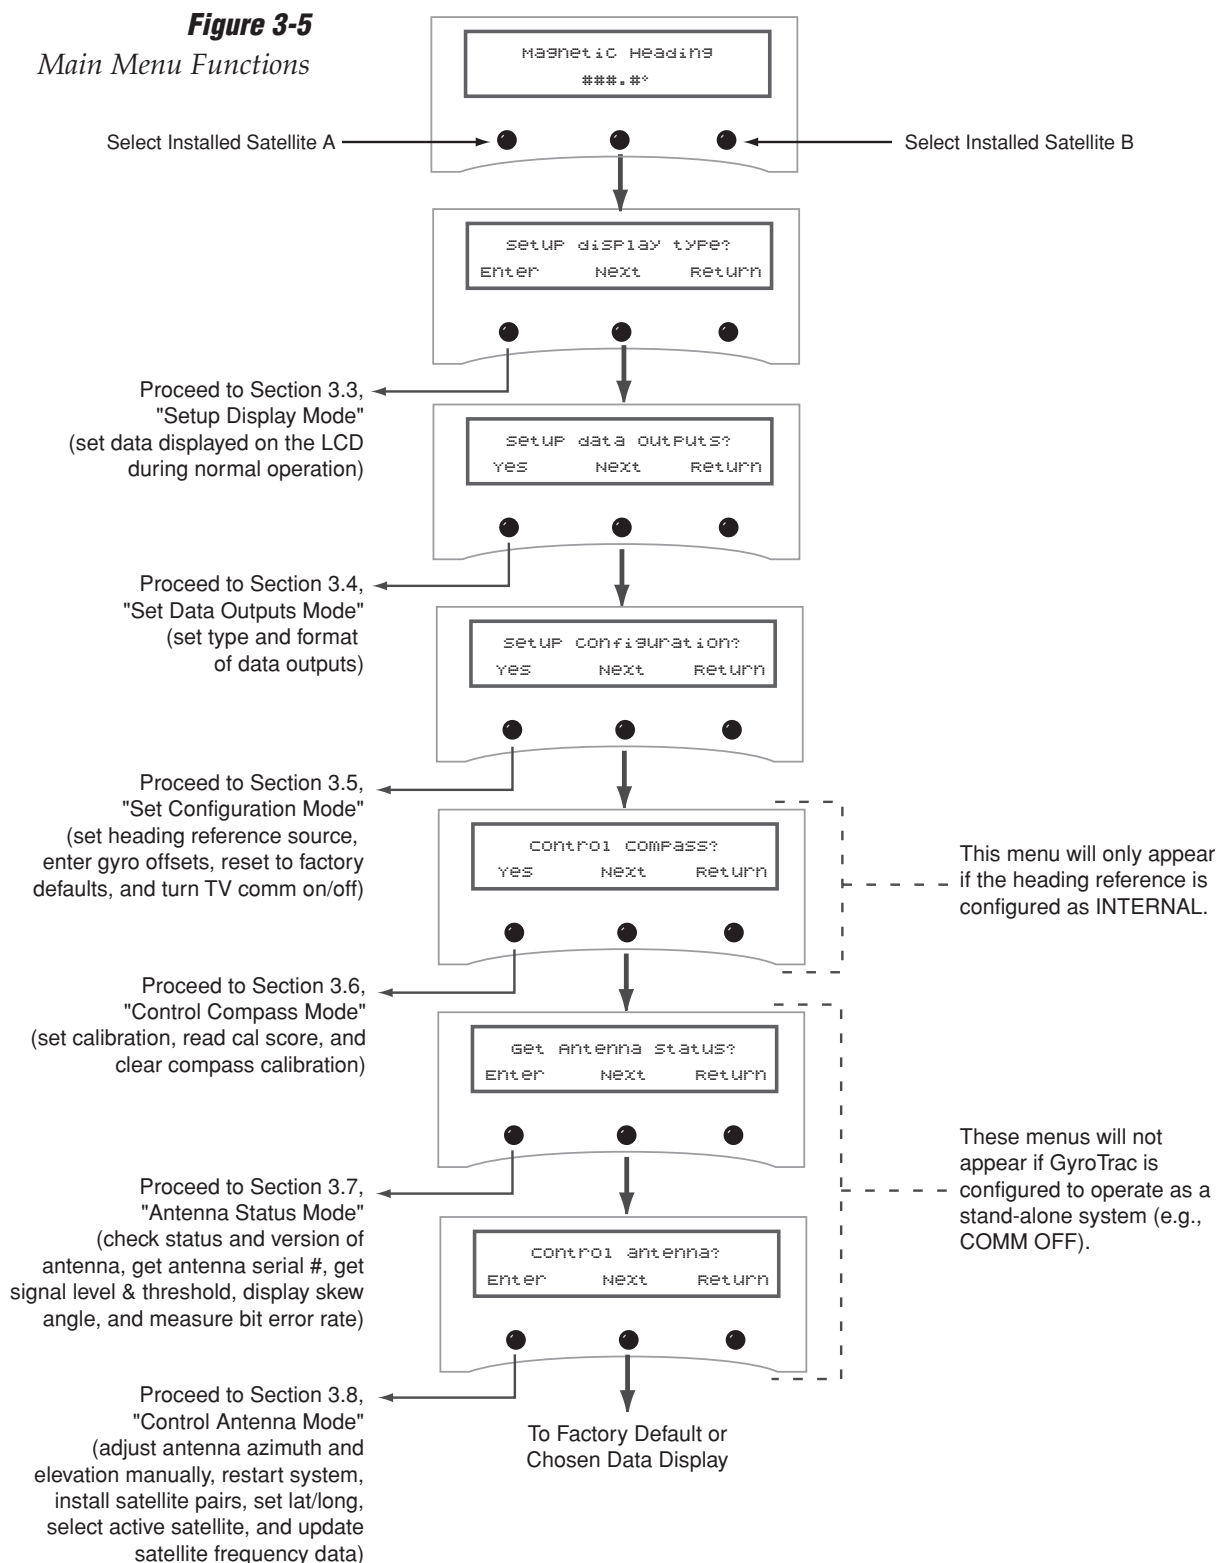 Figure 3-5
Main Menu Functions
Magnetic Heading
###.#°
Select Installed Satellite A
Select Installed Satellite B
Setup display type?
Enter Next Return
Proceed to Section 3.3,
"Setup Display Mode"
(set data displayed on the LCD
during normal operation)
Setup data outputs?
Yes Next Return
Proceed to Section 3.4,
"Set Data Outputs Mode"
(set type and format
of data outputs)
Setup Configuration?
Yes Next Return
Proceed to Section 3.5,
"Set Configuration Mode"
(set heading reference source,
enter gyro offsets, reset to factory
defaults, and turn TV comm on/off)
Control Compass?
Yes Next Return
This menu will only appear
if the heading reference is
configured as INTERNAL.
Proceed to Section 3.6,
"Control Compass Mode"
(set calibration, read cal score, and
clear compass calibration)
Get Antenna Status?
Enter Next Return
Proceed to Section 3.7,
"Antenna Status Mode"
(check status and version of
antenna, get antenna serial #, get
signal level & threshold, display skew
angle, and measure bit error rate)
These menus will not
appear if GyroTrac is
configured to operate as a
stand-alone system (e.g.,
COMM OFF).
Control antenna?
Enter Next Return
Proceed to Section 3.8,
"Control Antenna Mode"
(adjust antenna azimuth and
elevation manually, restart system,
install satellite pairs, set lat/long,
select active satellite, and update
satellite frequency data)
To Factory Default or
Chosen Data Display